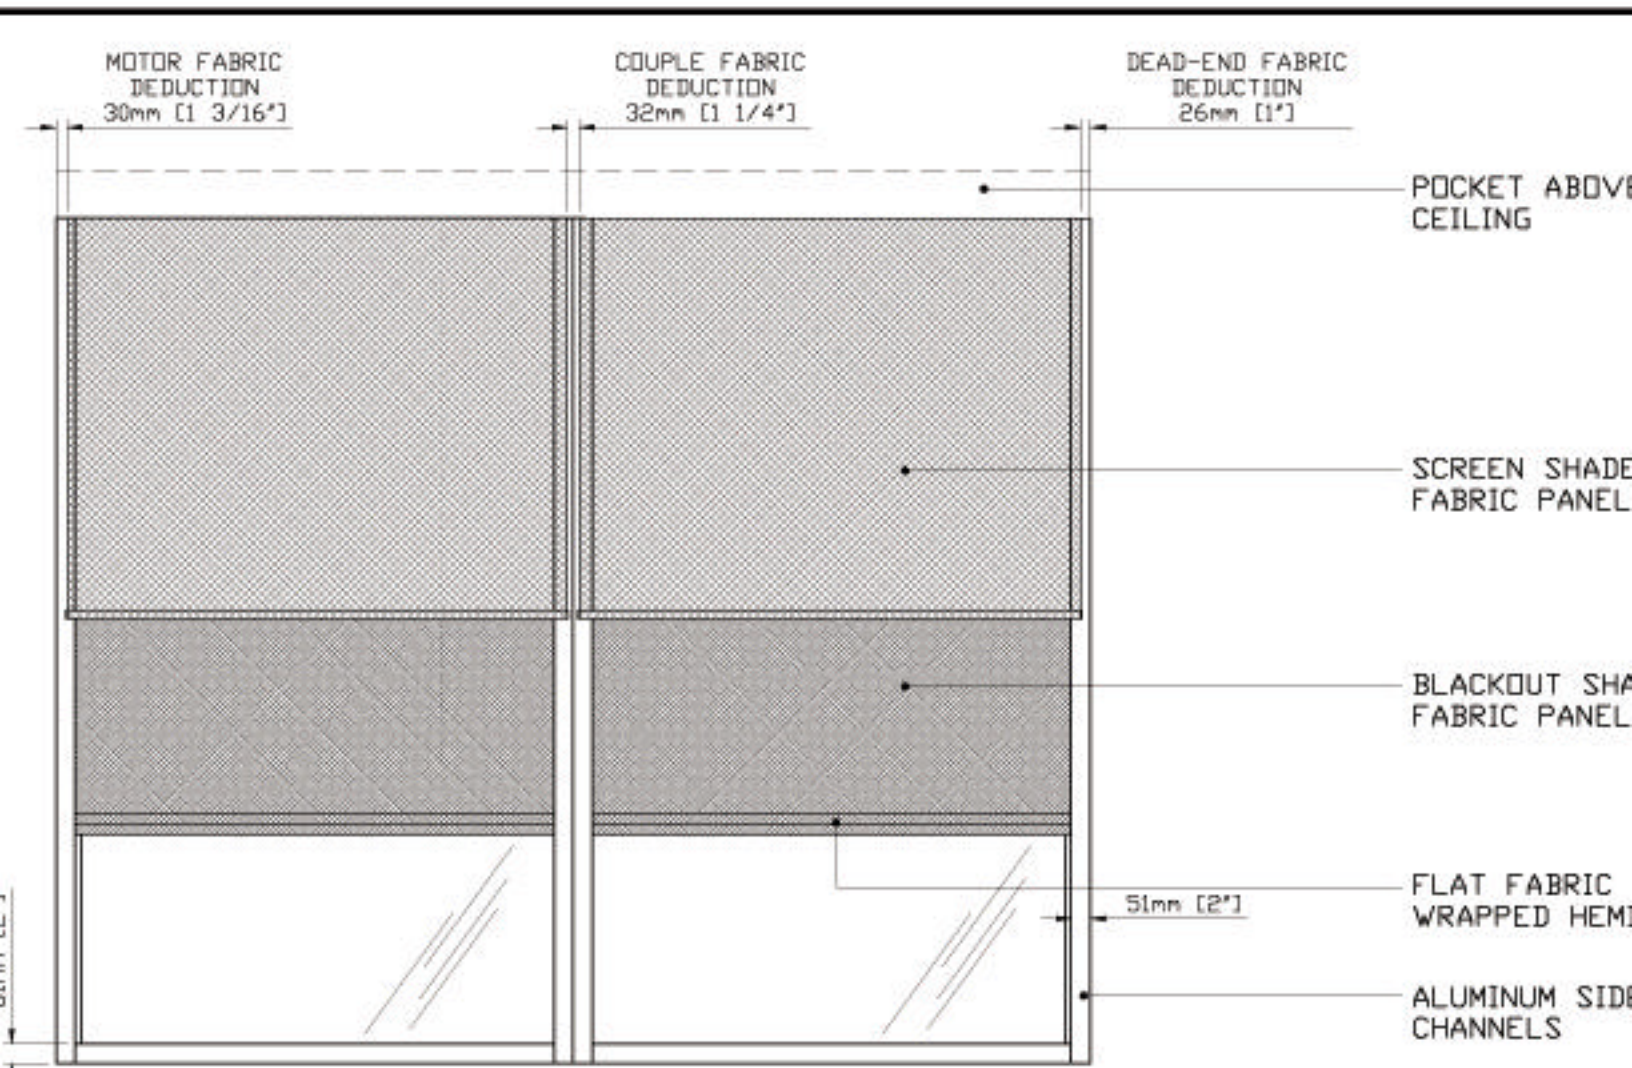 MOTOR FABRIC
DEDUCTION
30mm [1 3/16"]
COUPLE FABRIC
DEDUCTION
32mm [1 1/4"]
DEAD-END FABRIC
DEDUCTION
26mm [1"]
POCKET ABOVE
CEILING
SCREEN SHADE
FABRIC PANEL
BLACKOUT SHA
FABRIC PANEL
FLAT FABRIC
WRAPPED HEM
51mm [2"]
ALUMINUM SIDE
CHANNELS